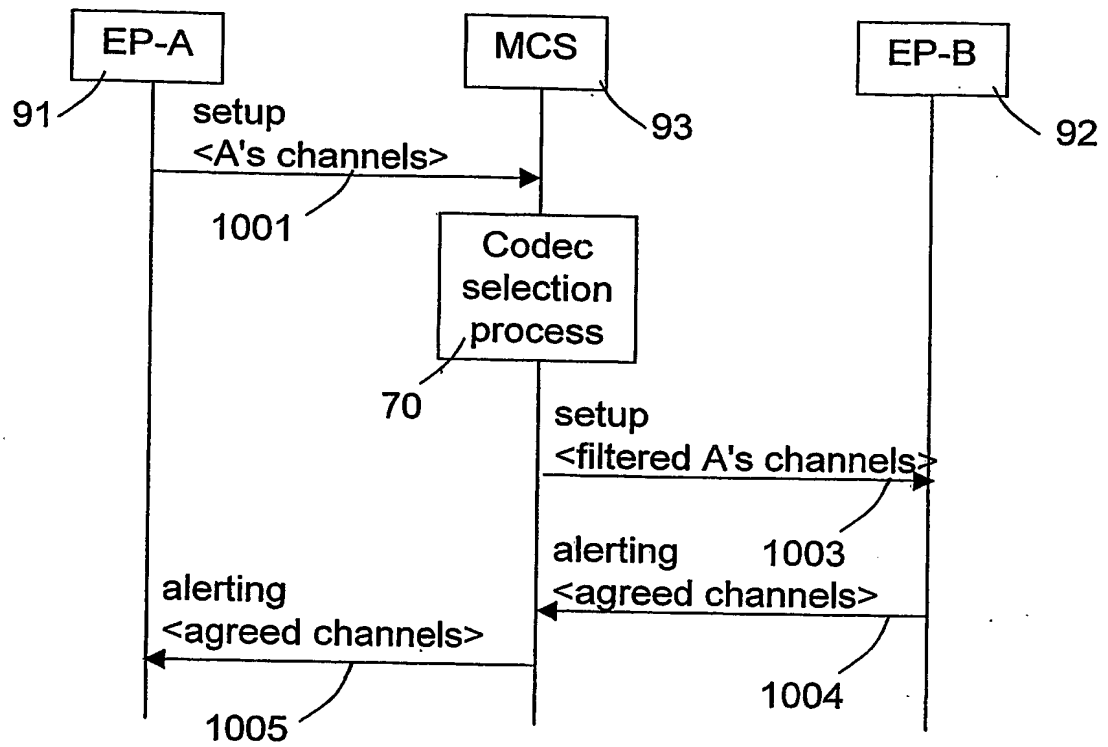 EP-A
MCS
EP-B
91
93
92
setup
<A's channels>
1001
Codec
selection
process
70
setup
<filtered A's channels>
1003
alerting
<agreed channels>
1004
alerting
<agreed channels>
1005